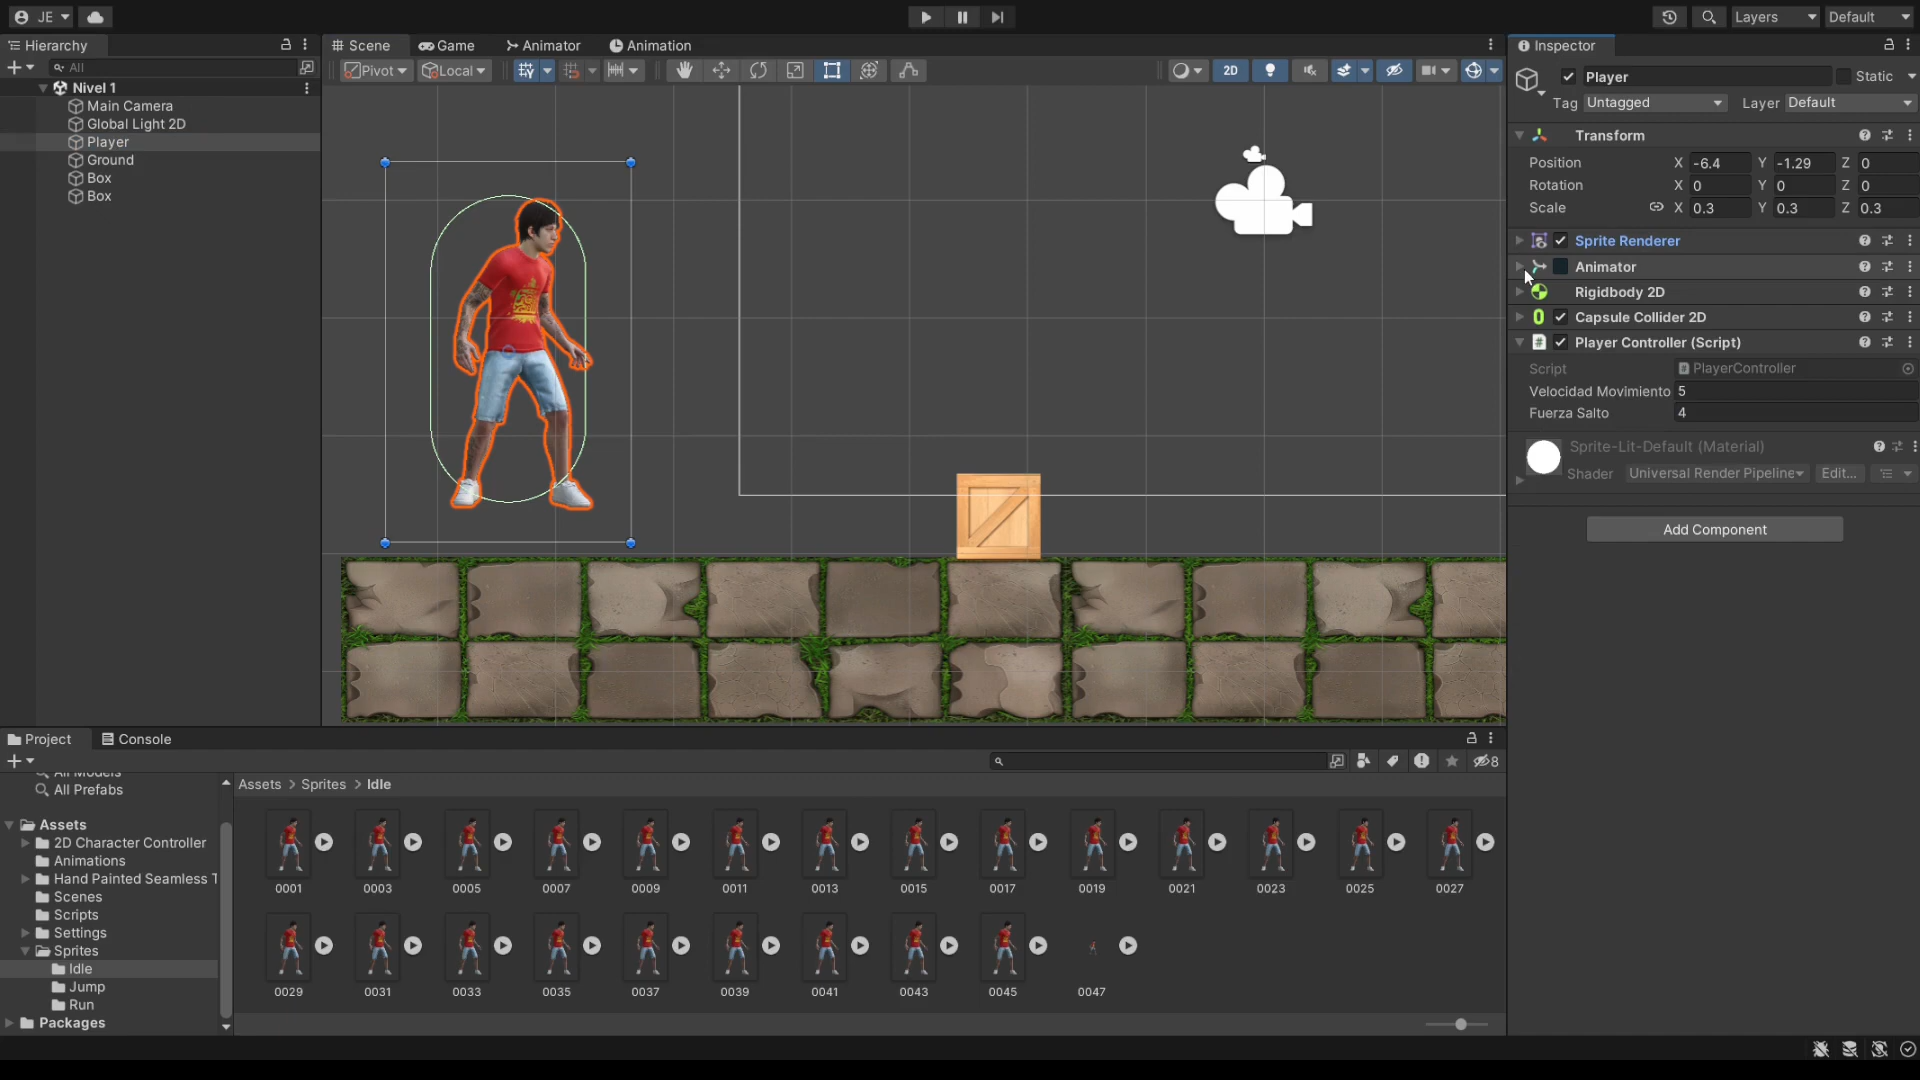 JE
Layers
Default
Hierarchy
All
Nivel 1
Main Camera
Global Light 2D
Player
Ground
Box
Box
Scene
Game
Animator
Animation
Pivot
Local
2D
Inspector
Player
Static
Tag Untagged Layer Default
Transform
Position X -6.4 Y -1.29 Z 0
Rotation X 0 Y 0 Z 0
Scale X 0.3 Y 0.3 Z 0.3
Sprite Renderer
Animator
Rigidbody 2D
Capsule Collider 2D
Player Controller (Script)
Script PlayerController
Velocidad Movimiento 5
Fuerza Salto 4
Sprite-Lit-Default (Material)
Shader Universal Render Pipeline Edit...
Add Component
Project
Console
8
All Models
All Prefabs
Assets
2D Character Controller
Animations
Hand Painted Seamless T
Scenes
Scripts
Settings
Sprites
Idle
Jump
Run
Packages
Assets > Sprites > Idle
0001 0003 0005 0007 0009 0011 0013 0015 0017 0019 0021 0023 0025 0027
0029 0031 0033 0035 0037 0039 0041 0043 0045 0047